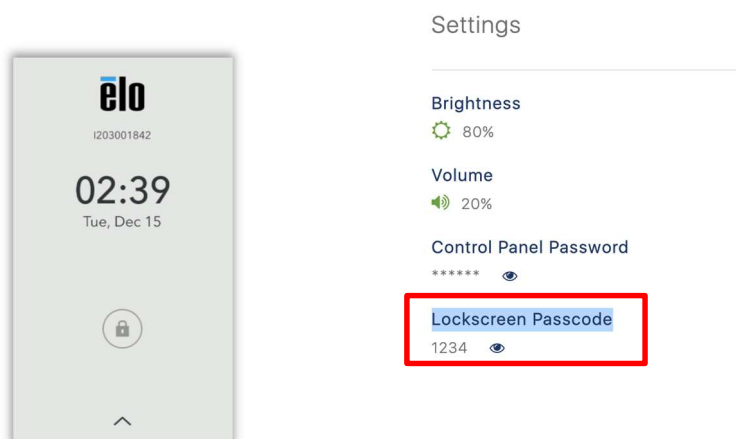 ēlo
I203001842
02:39
Tue, Dec 15
Settings
Brightness
80%
Volume
20%
Control Panel Password
******
Lockscreen Passcode
1234